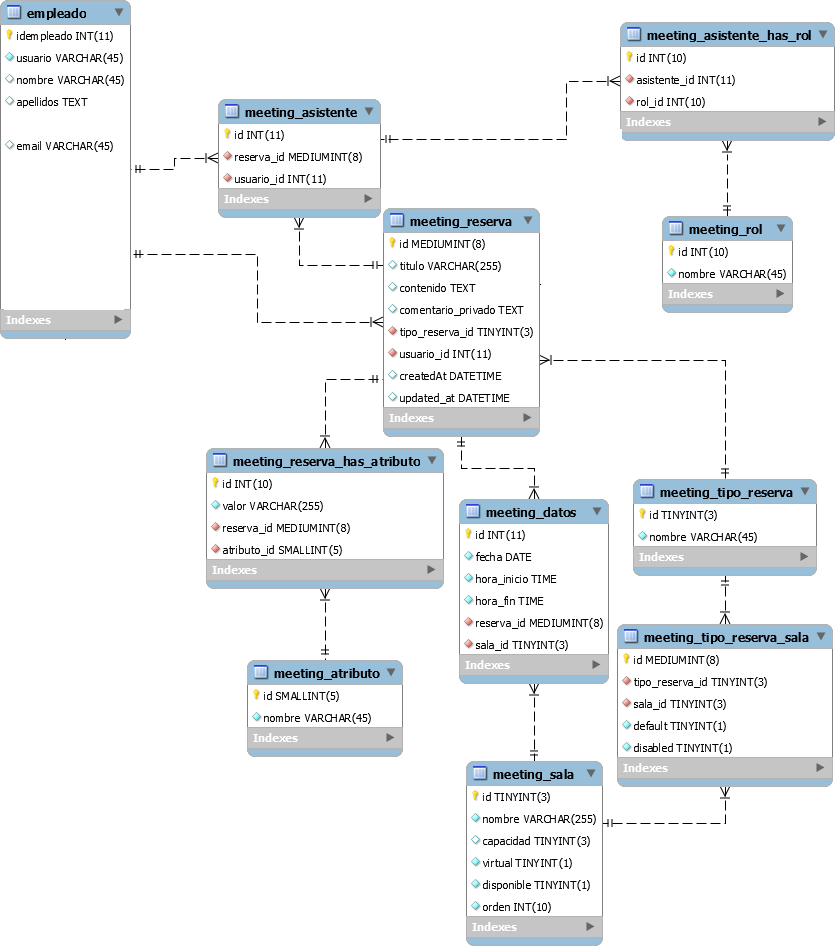 empleado
idempleado INT(11)
usuario VARCHAR(45)
nombre VARCHAR(45)
apellidos TEXT
email VARCHAR(45)
Indexes
meeting_asistente
id INT(11)
reserva_id MEDIUMINT(8)
usuario_id INT(11)
Indexes
meeting_asistente_has_rol
id INT(10)
asistente_id INT(11)
rol_id INT(10)
Indexes
meeting_rol
id INT(10)
nombre VARCHAR(45)
Indexes
meeting_reserva
id MEDIUMINT(8)
titulo VARCHAR(255)
contenido TEXT
comentario_privado TEXT
tipo_reserva_id TINYINT(3)
usuario_id INT(11)
createdAt DATETIME
updated_at DATETIME
Indexes
meeting_reserva_has_atributo
id INT(10)
valor VARCHAR(255)
reserva_id MEDIUMINT(8)
atributo_id SMALLINT(5)
Indexes
meeting_datos
id INT(11)
fecha DATE
hora_inicio TIME
hora_fin TIME
reserva_id MEDIUMINT(8)
sala_id TINYINT(3)
Indexes
meeting_tipo_reserva
id TINYINT(3)
nombre VARCHAR(45)
Indexes
meeting_tipo_reserva_sala
id MEDIUMINT(8)
tipo_reserva_id TINYINT(3)
sala_id TINYINT(3)
default TINYINT(1)
disabled TINYINT(1)
Indexes
meeting_atributo
id SMALLINT(5)
nombre VARCHAR(45)
Indexes
meeting_sala
id TINYINT(3)
nombre VARCHAR(255)
capacidad TINYINT(3)
virtual TINYINT(1)
disponible TINYINT(1)
orden INT(10)
Indexes